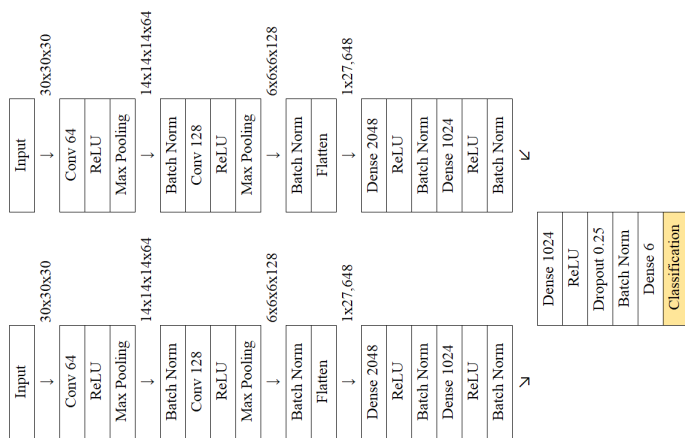 Input
30x30x30
Conv 64
ReLU
Max Pooling
14x14x14x64
Batch Norm
Conv 128
ReLU
Max Pooling
6x6x6x128
Batch Norm
Flatten
1x27,648
Dense 2048
ReLU
Batch Norm
Dense 1024
ReLU
Batch Norm
Input
30x30x30
Conv 64
ReLU
Max Pooling
14x14x14x64
Batch Norm
Conv 128
ReLU
Max Pooling
6x6x6x128
Batch Norm
Flatten
1x27,648
Dense 2048
ReLU
Batch Norm
Dense 1024
ReLU
Batch Norm
Dense 1024
ReLU
Dropout 0.25
Batch Norm
Dense 6
Classification